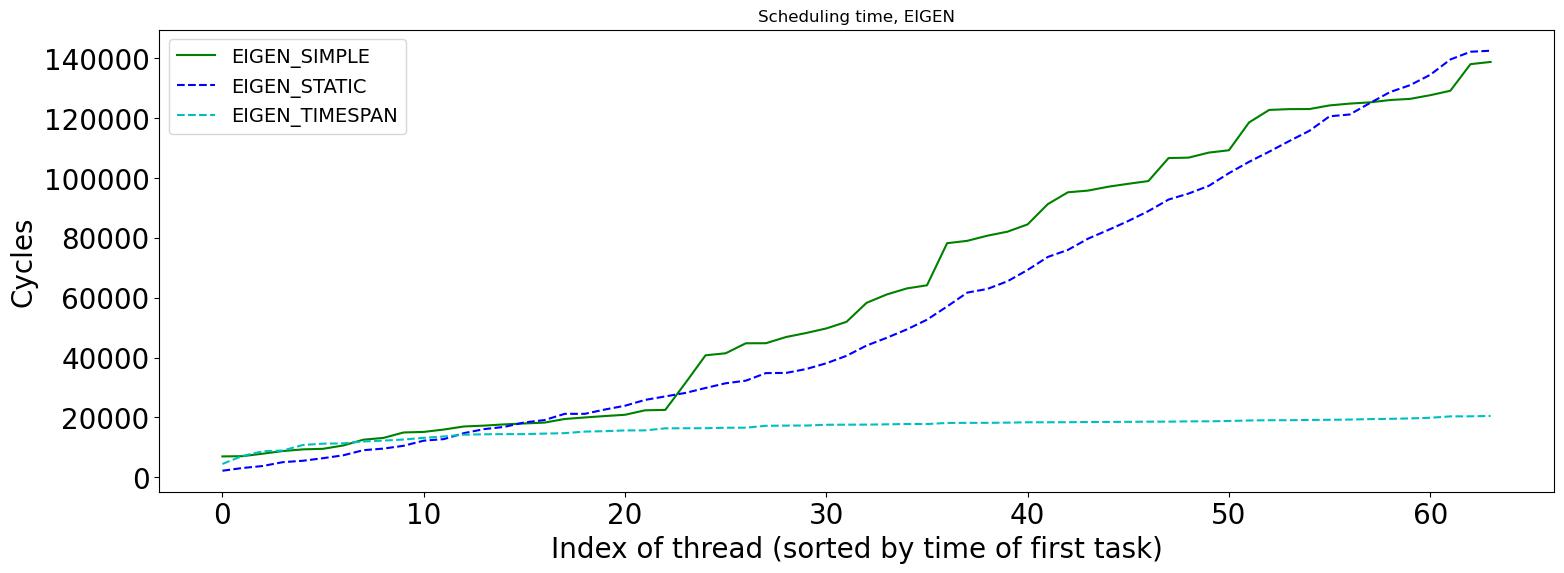 Scheduling time, EIGEN
EIGEN_SIMPLE
EIGEN_STATIC
EIGEN_TIMESPAN
Cycles
140000
120000
100000
80000
60000
40000
20000
0
0 10 20 30 40 50 60
Index of thread (sorted by time of first task)